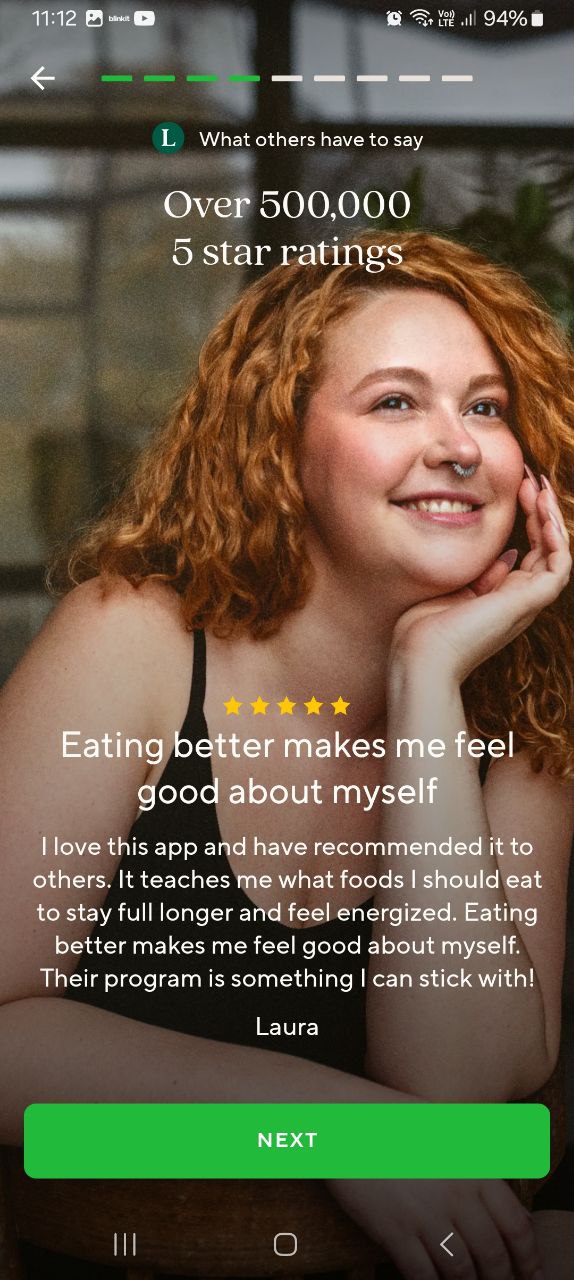 11:12 blinkit Vo) LTE 94%
L What others have to say
Over 500,000
5 star ratings
Eating better makes me feel
good about myself
I love this app and have recommended it to
others. It teaches me what foods I should eat
to stay full longer and feel energized. Eating
better makes me feel good about myself.
Their program is something I can stick with!
Laura
NEXT